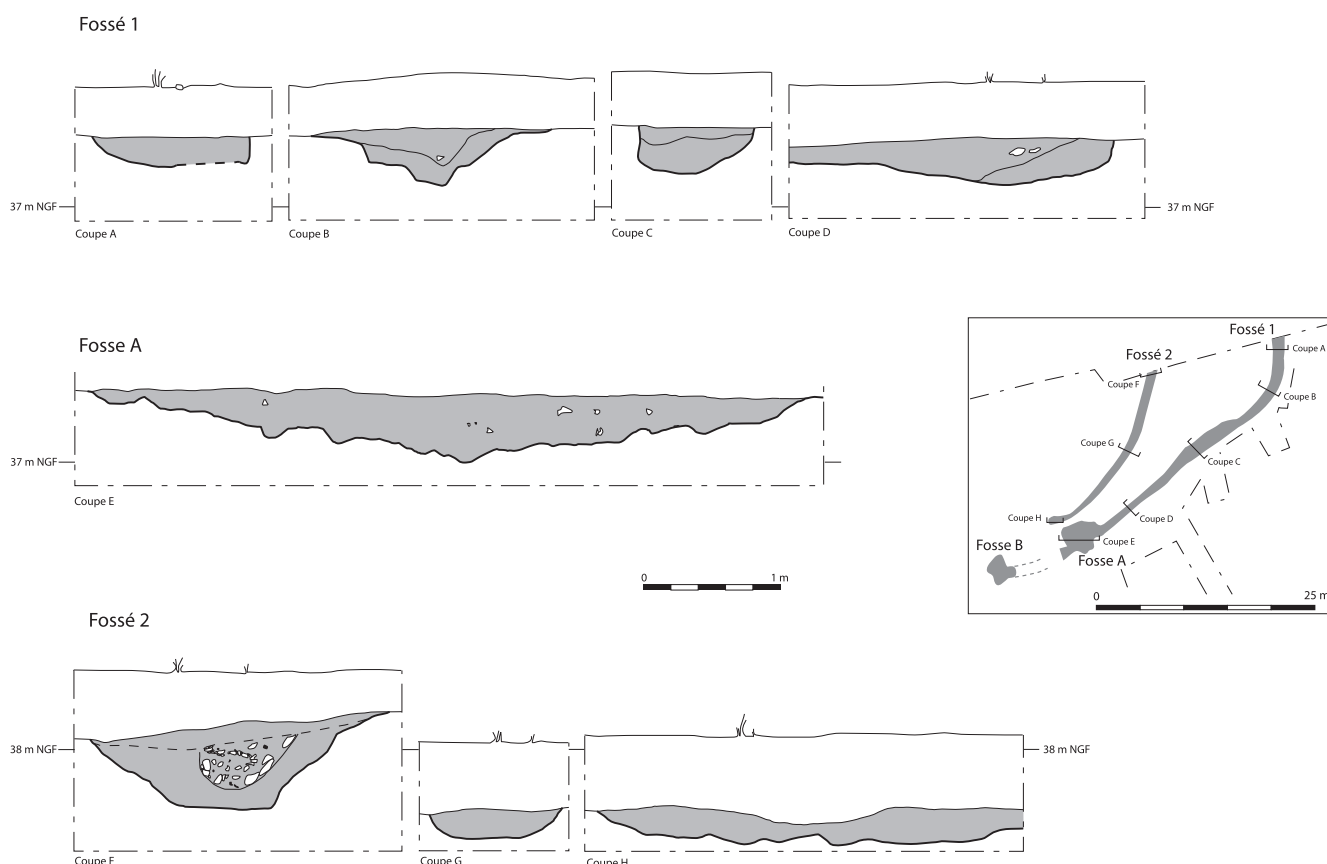 Fossé 1
37 m NGF
37 m NGF
Coupe A
Coupe B
Coupe C
Coupe D
Fosse A
37 m NGF
Coupe E
0 1 m
Fossé 1
Fossé 2
Coupe A
Coupe F
Coupe B
Coupe G
Coupe C
Coupe H
Coupe D
Fosse B
Coupe E
Fosse A
0 25 m
Fossé 2
38 m NGF
38 m NGF
Coupe F
Coupe G
Coupe H